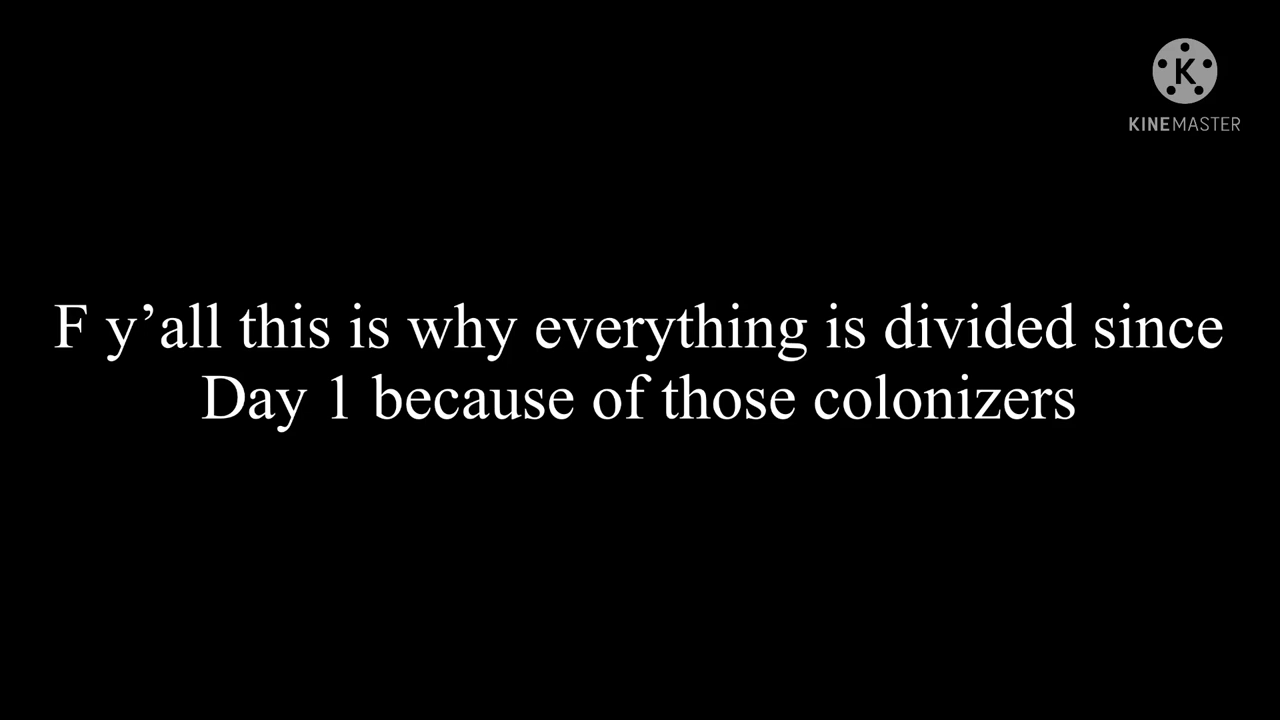 K
KINEMASTER
F y’all this is why everything is divided since
Day 1 because of those colonizers